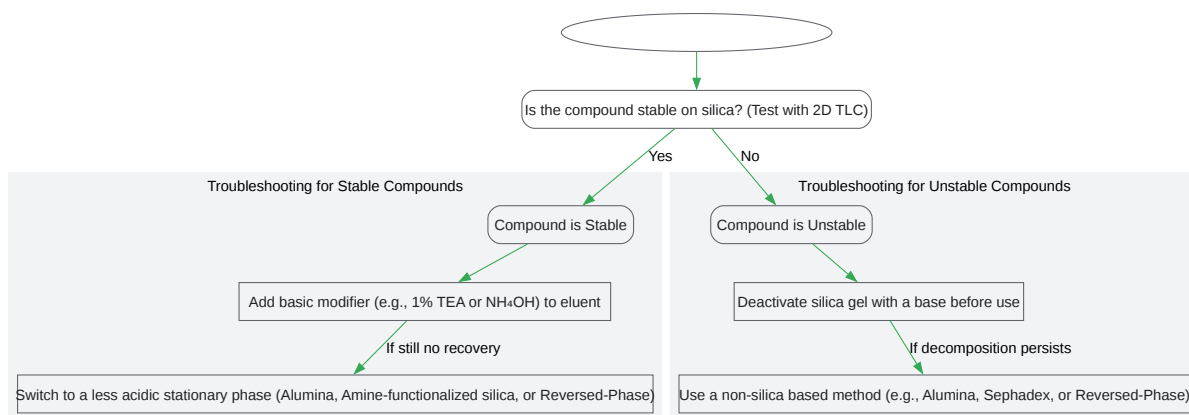 Is the compound stable on silica? (Test with 2D TLC)
Yes
No
Troubleshooting for Stable Compounds
Troubleshooting for Unstable Compounds
Compound is Stable
Compound is Unstable
Add basic modifier (e.g., 1% TEA or NH₄OH) to eluent
Deactivate silica gel with a base before use
If still no recovery
If decomposition persists
Switch to a less acidic stationary phase (Alumina, Amine-functionalized silica, or Reversed-Phase)
Use a non-silica based method (e.g., Alumina, Sephadex, or Reversed-Phase)